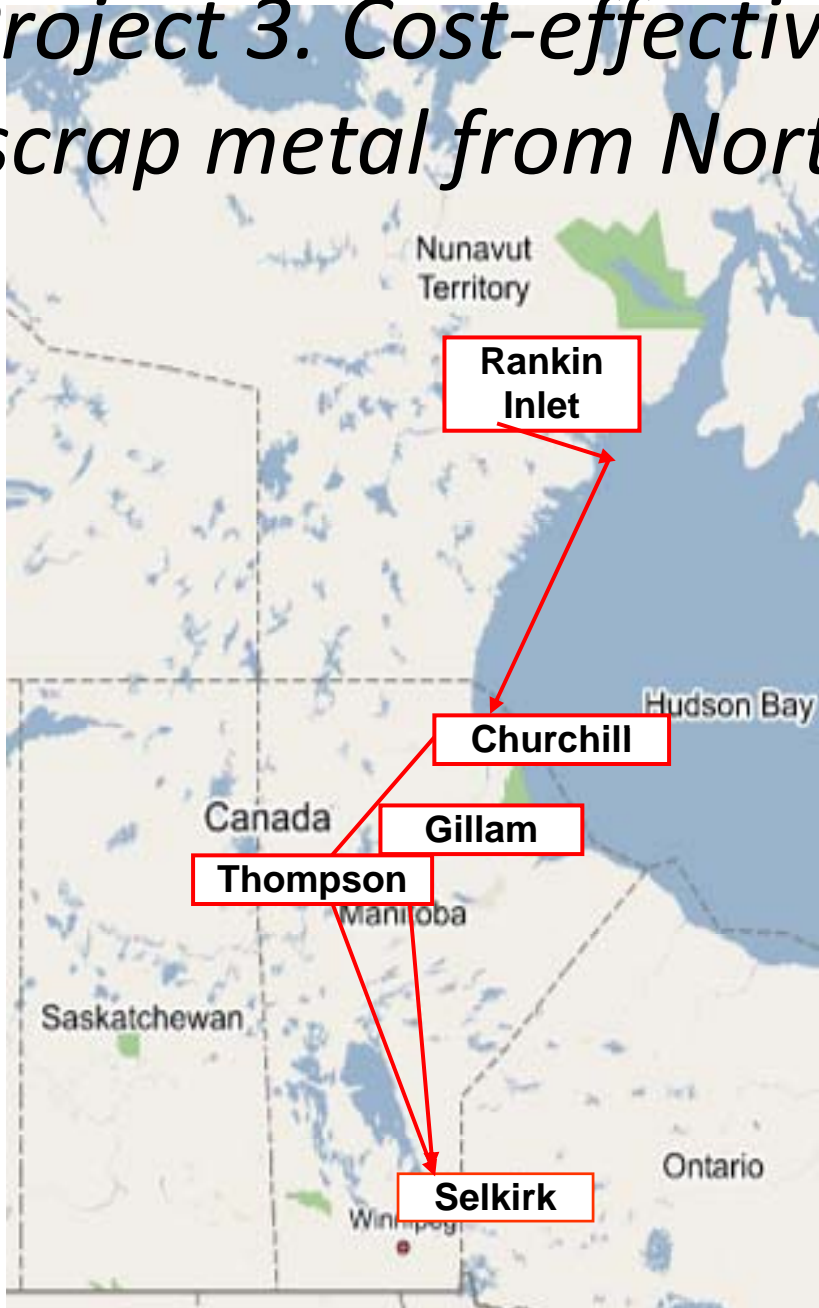 roject 3. Cost-effectiv
scrap metal from Nort
Nunavut
Territory
Rankin
Inlet
Hudson Bay
Churchill
Canada
Gillam
Thompson
Manitoba
Saskatchewan
Ontario
Selkirk
Winnipeg